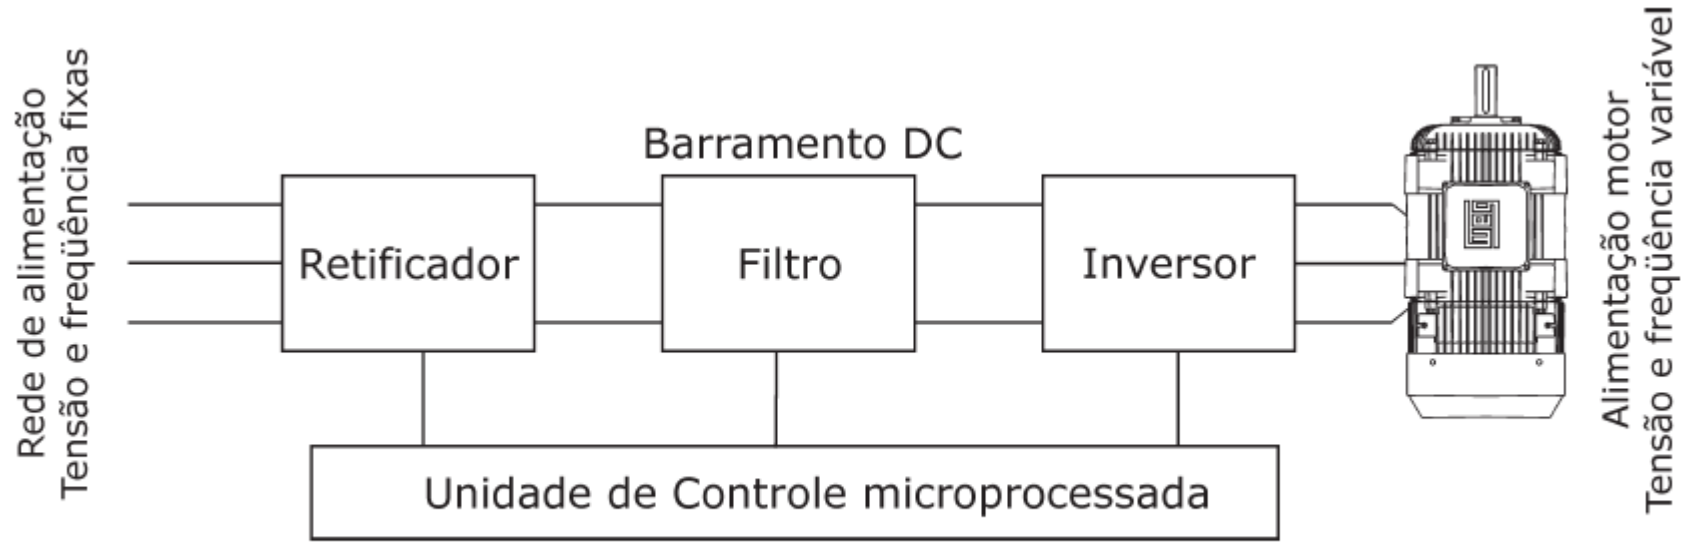 Rede de alimentação
Tensão e freqüência fixas
Barramento DC
Retificador
Filtro
Inversor
WEG
Alimentação motor
Tensão e freqüência variável
Unidade de Controle microprocessada